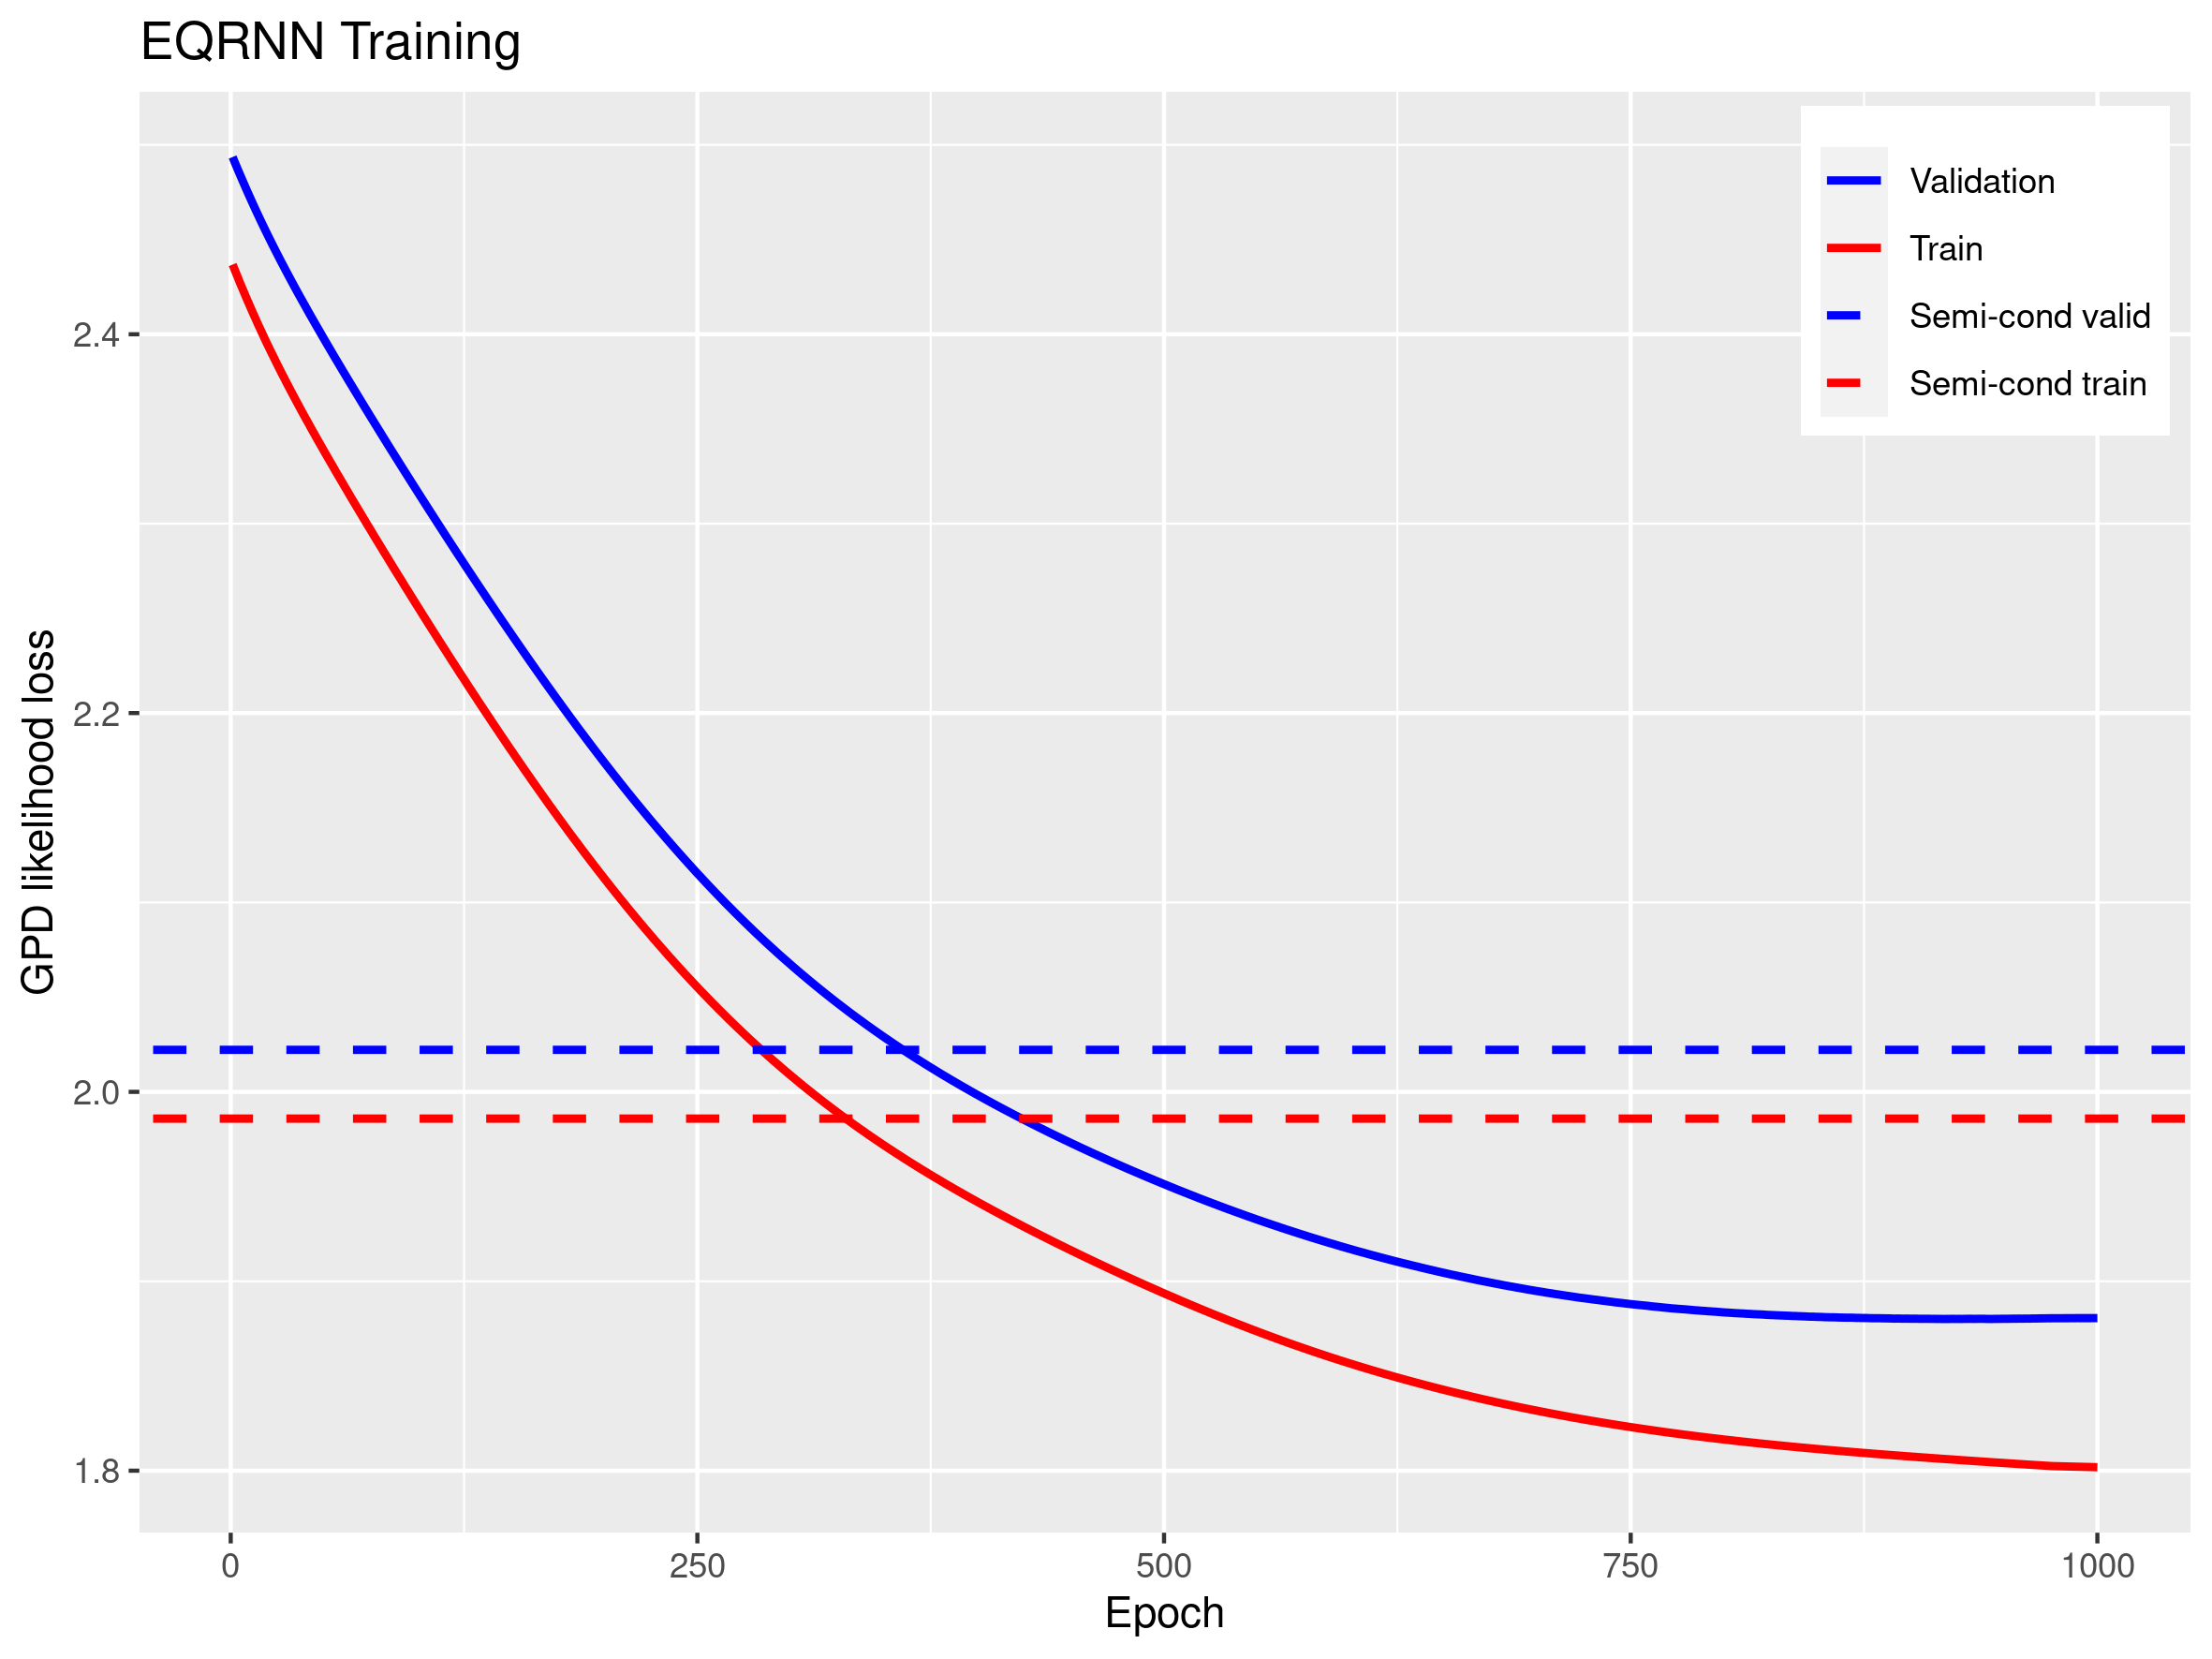 EQRNN Training
Validation
Train
Semi-cond valid
Semi-cond train
GPD likelihood loss
2.4
2.2
2.0
1.8
0 250 500 750 1000
Epoch